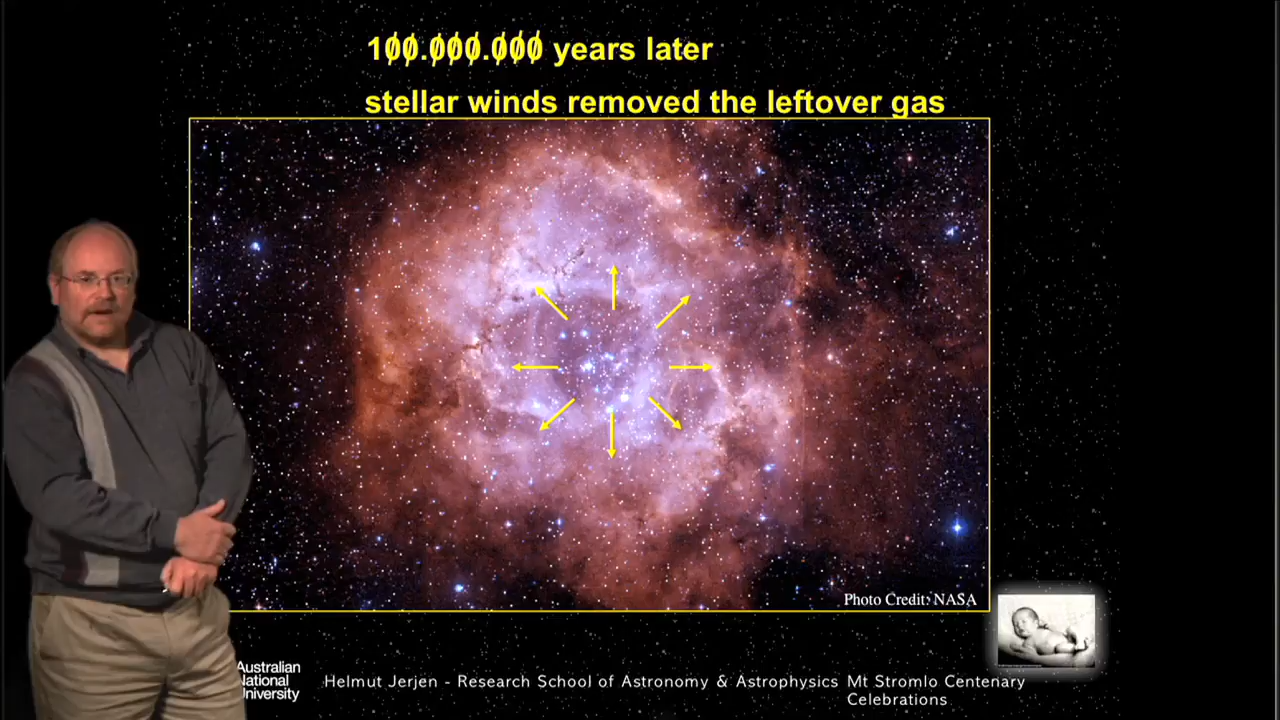 100.000.000 years later
stellar winds removed the leftover gas
Photo Credit: NASA
Australian
National
University
Helmut Jerjen - Research School of Astronomy & Astrophysics
Mt Stromlo Centenary
Celebrations